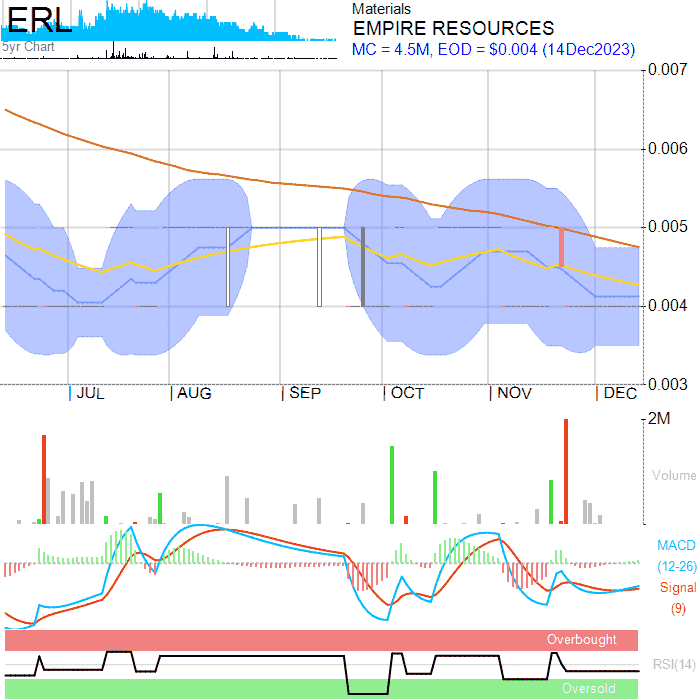 ERL
5yr Chart
Materials
EMPIRE RESOURCES
MC = 4.5M, EOD = $0.004 (14Dec2023)
0.007
0.006
0.005
0.004
0.003
JUL
AUG
SEP
OCT
NOV
DEC
2M
Volume
MACD
(12-26)
Signal
(9)
Overbought
RSI(14)
Oversold